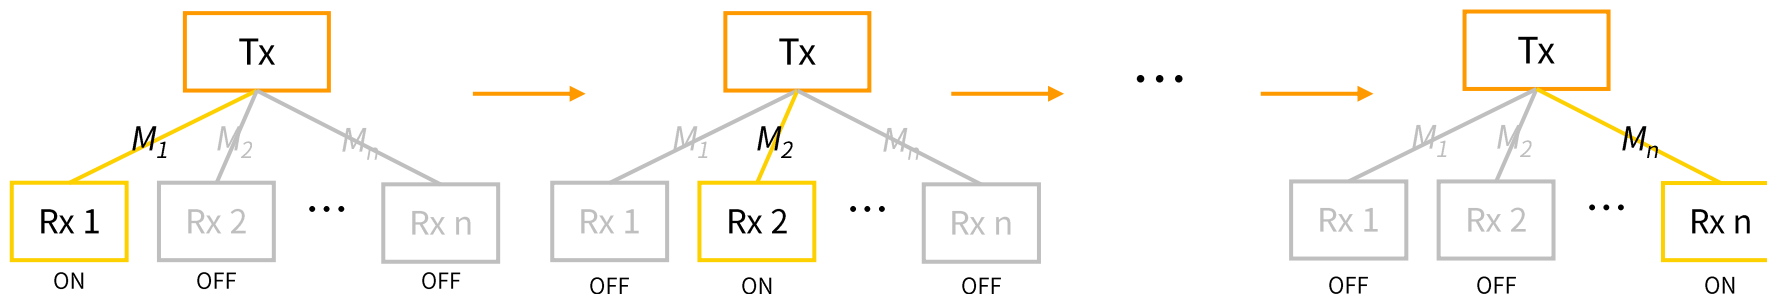 Tx
M1 M2 Mn
Rx 1 Rx 2 ... Rx n
ON OFF OFF
Tx
M1 M2 Mn
Rx 1 Rx 2 ... Rx n
OFF ON OFF
...
Tx
M1 M2 Mn
Rx 1 Rx 2 ... Rx n
OFF OFF ON